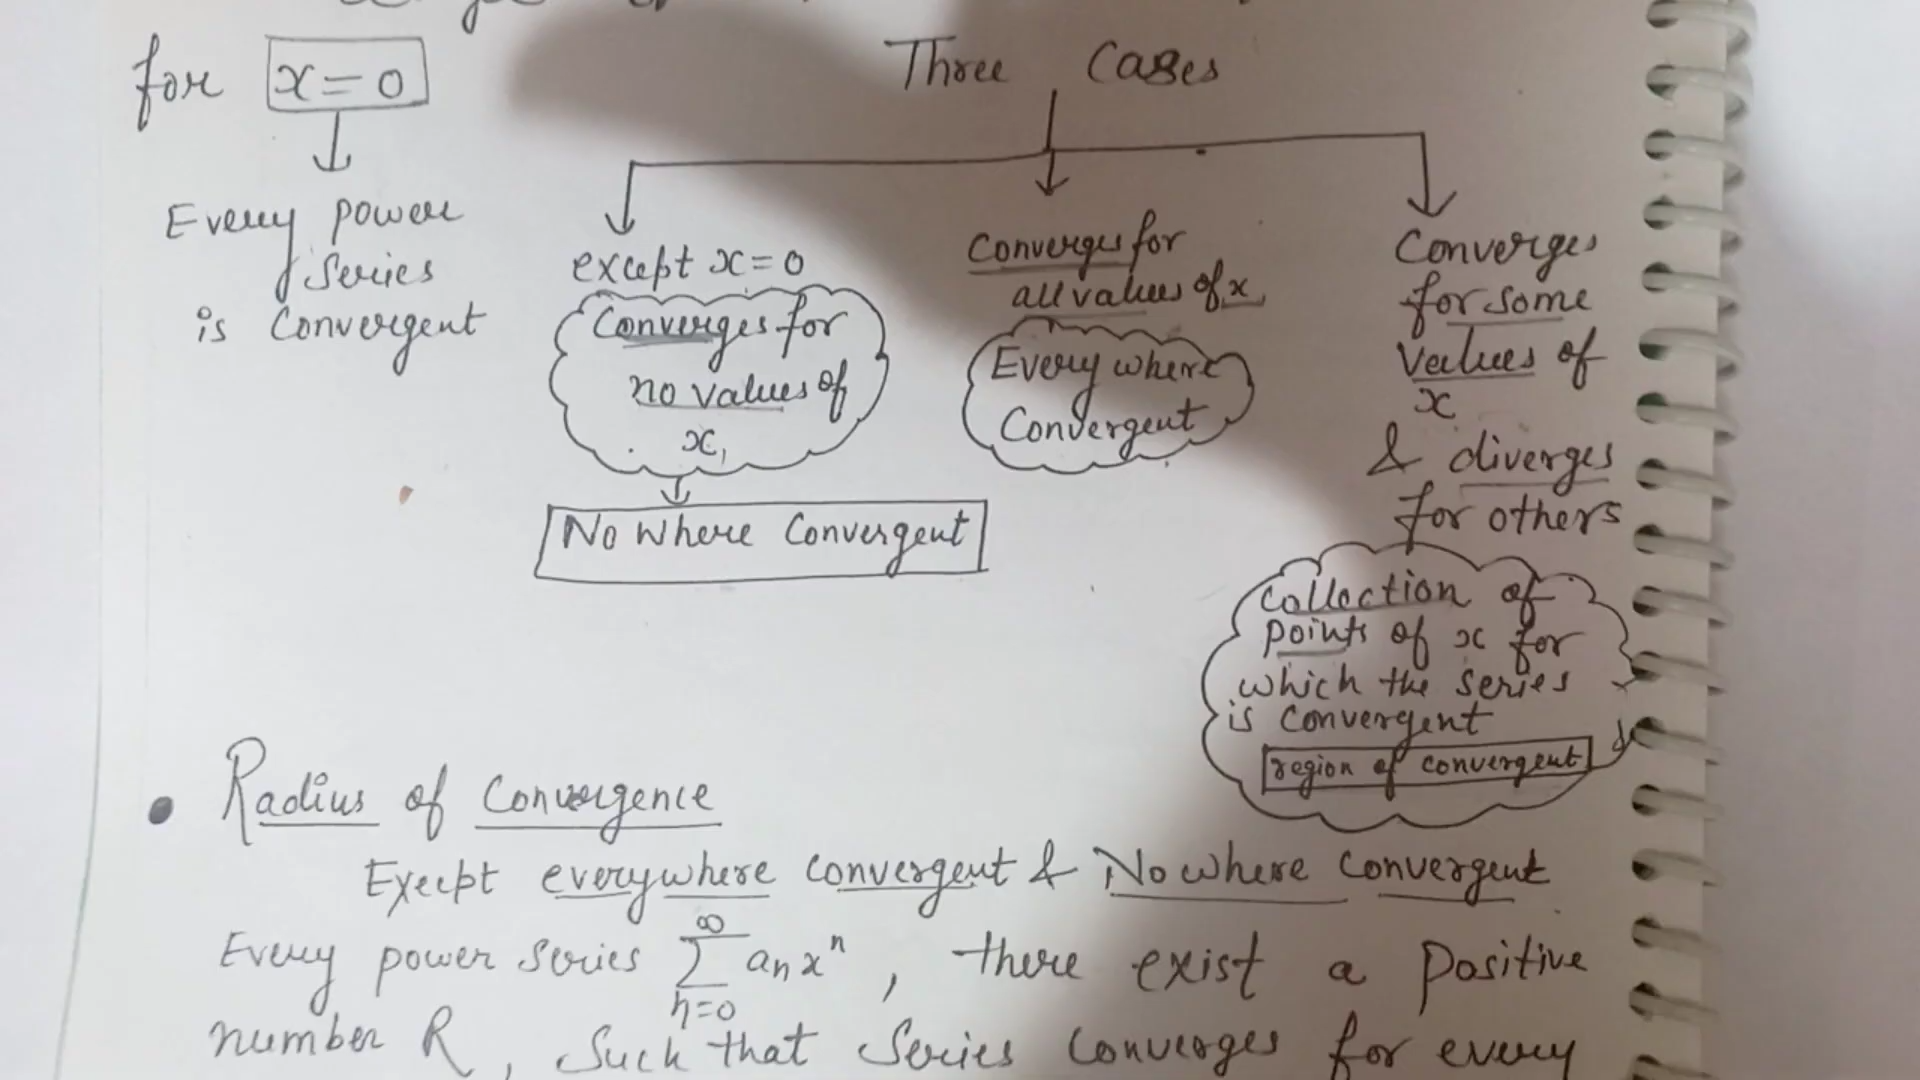 for x=0
Every power
series
is Convergent
Three Cases
except x=0
Converges for
no values of
x,
No Where Convergent
Converges for
all values of x,
Every where
Convergent
Converges
for some
values of
x
& diverges
for others
Collection of
points of x for
which the series
is convergent
region of convergent
• Radius of Convergence
Except everywhere convergent & No where convergent
Every power series ∑_{n=0}^{∞} a_n x^n, there exist a positive
number R, Such that series converges for every